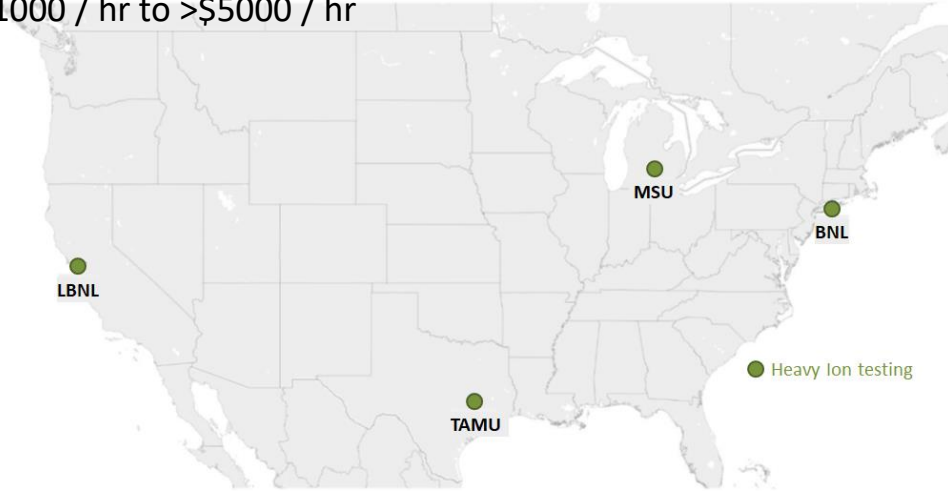 1000 / hr to >$5000 / hr
MSU
BNL
LBNL
Heavy Ion testing
TAMU